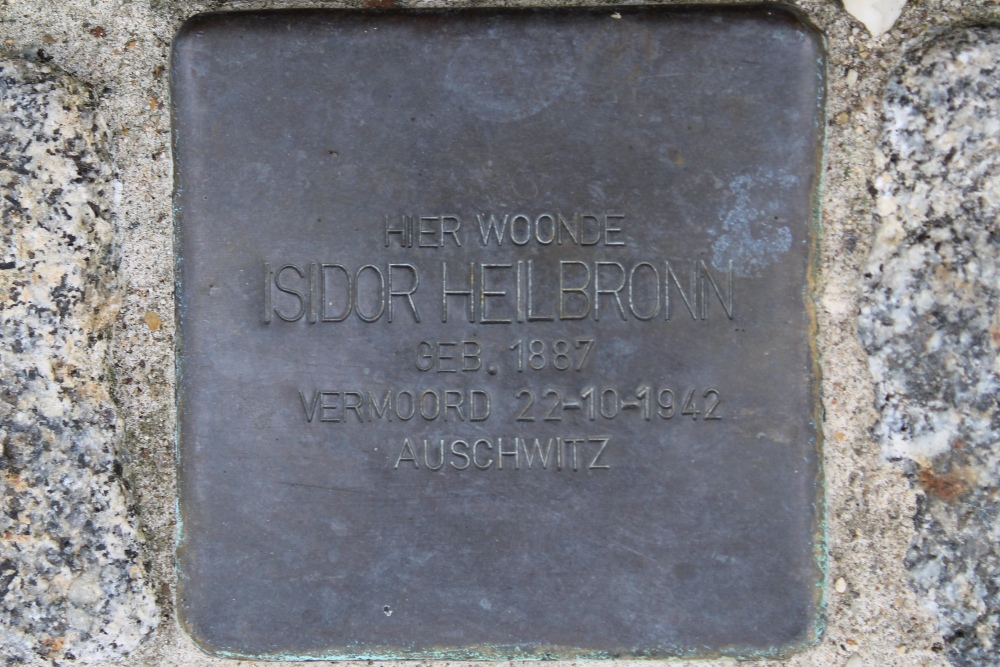 HIER WOONDE
ISIDOR HEILBRONN
GEB. 1887
VERMOORD 22-10-1942
AUSCHWITZ